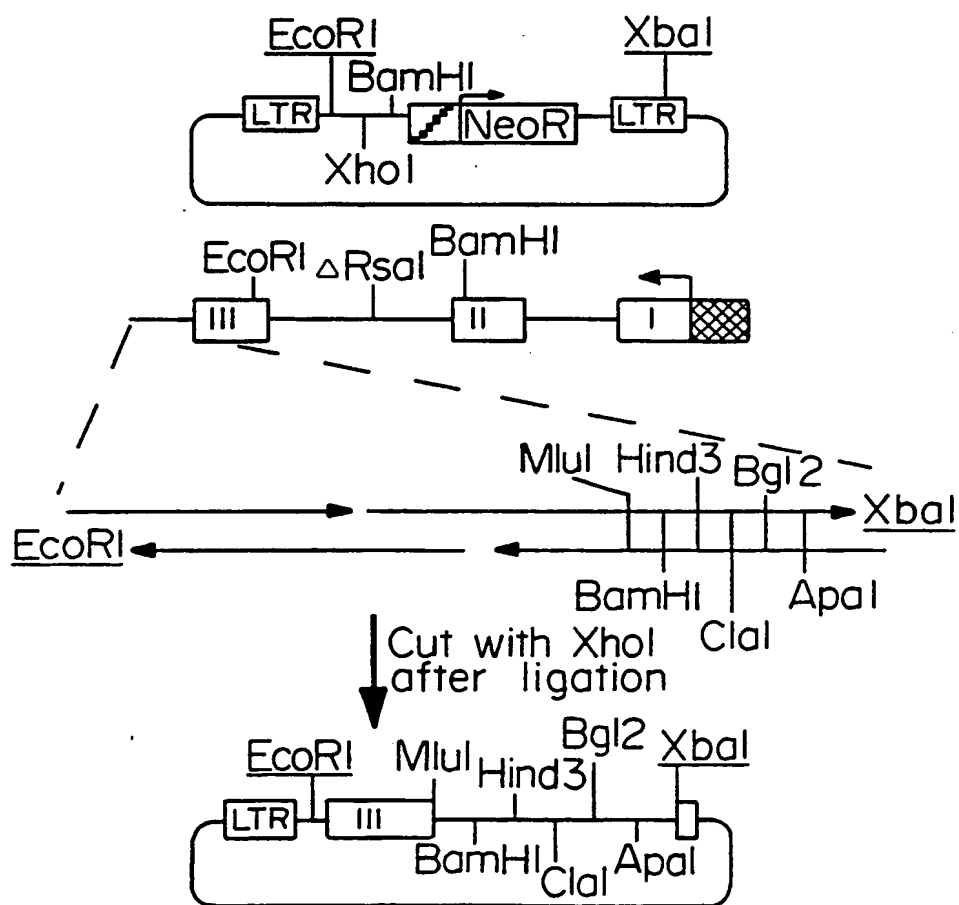 EcoRI
XbaI
BamHI
LTR
NeoR
LTR
XhoI
EcoRI
△RsaI
BamHI
III
II
I
MluI Hind3
Bgl2
XbaI
EcoRI
BamHI
ApaI
ClaI
Cut with XhoI
after ligation
EcoRI
MluI
Hind3
Bgl2
XbaI
LTR
III
BamHI
ClaI
ApaI